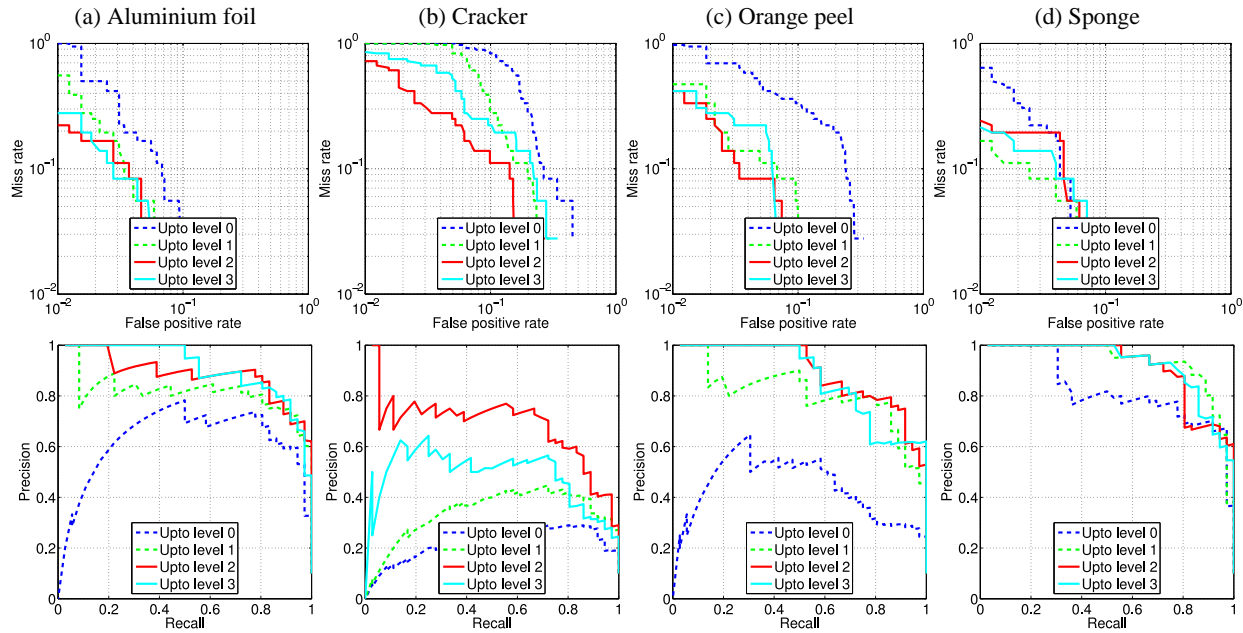 (a) Aluminium foil
(b) Cracker
(c) Orange peel
(d) Sponge
10^0
10^-1
10^-2
Miss rate
Upto level 0
Upto level 1
Upto level 2
Upto level 3
10^-2
10^-1
10^0
False positive rate
10^0
10^-1
10^-2
Miss rate
Upto level 0
Upto level 1
Upto level 2
Upto level 3
10^-2
10^-1
10^0
False positive rate
10^0
10^-1
10^-2
Miss rate
Upto level 0
Upto level 1
Upto level 2
Upto level 3
10^-2
10^-1
10^0
False positive rate
10^0
10^-1
10^-2
Miss rate
Upto level 0
Upto level 1
Upto level 2
Upto level 3
10^-2
10^-1
10^0
False positive rate
1
0.8
0.6
0.4
0.2
0
Precision
Upto level 0
Upto level 1
Upto level 2
Upto level 3
0 0.2 0.4 0.6 0.8 1
Recall
1
0.8
0.6
0.4
0.2
0
Precision
Upto level 0
Upto level 1
Upto level 2
Upto level 3
0 0.2 0.4 0.6 0.8 1
Recall
1
0.8
0.6
0.4
0.2
0
Precision
Upto level 0
Upto level 1
Upto level 2
Upto level 3
0 0.2 0.4 0.6 0.8 1
Recall
1
0.8
0.6
0.4
0.2
0
Precision
Upto level 0
Upto level 1
Upto level 2
Upto level 3
0 0.2 0.4 0.6 0.8 1
Recall